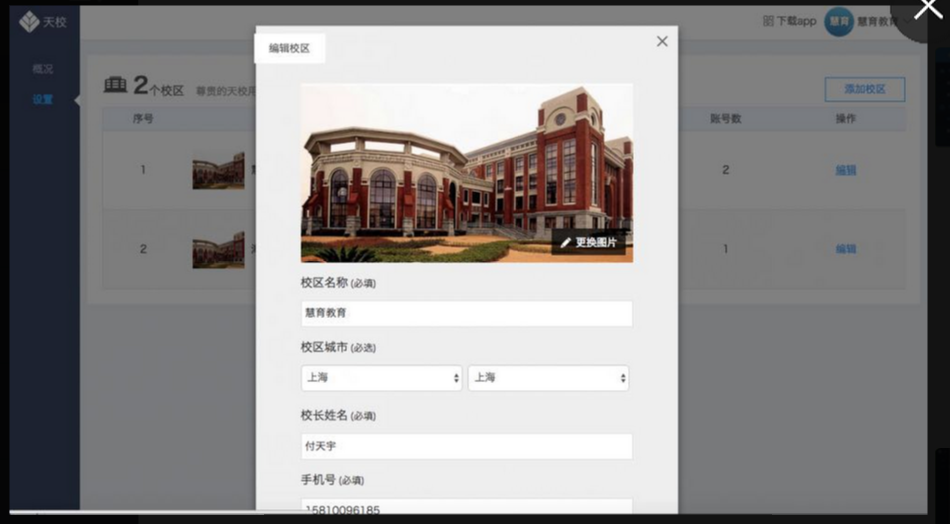 天校
下载app 慧育 慧育教育
概况
设置
编辑校区
2个校区 尊贵的天校
添加校区
序号 账号数 操作
1 2 编辑
2 1 编辑
更换图片
校区名称 (必填)
慧育教育
校区城市 (必选)
上海 上海
校长姓名 (必填)
付天宇
手机号 (必填)
15810096185